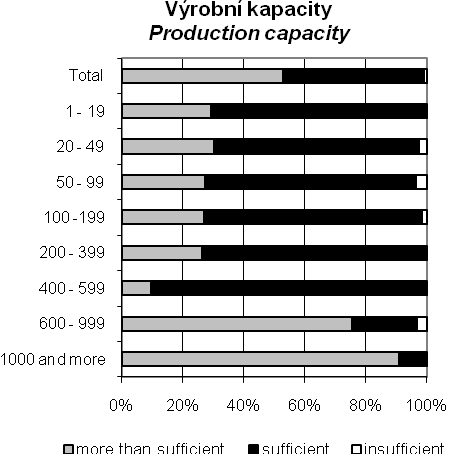 Výrobní kapacity
Production capacity
Total
1 - 19
20 - 49
50 - 99
100 -199
200 - 399
400 - 599
600 - 999
1000 and more
0% 20% 40% 60% 80% 100%
more than sufficient sufficient insufficient